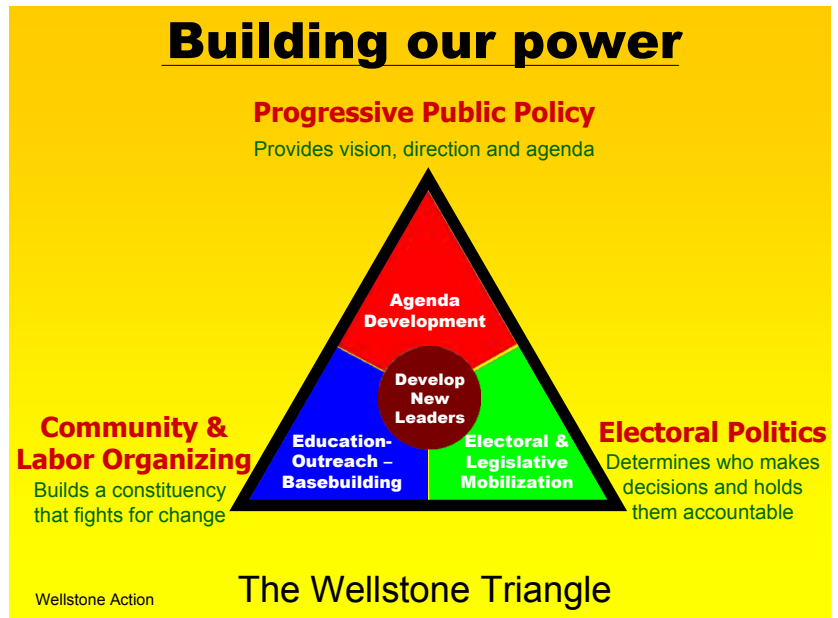 Building our power
Progressive Public Policy
Provides vision, direction and agenda
Agenda
Development
Develop
New
Leaders
Community &
Labor Organizing
Builds a constituency
that fights for change
Education-
Outreach –
Basebuilding
Electoral &
Legislative
Mobilization
Electoral Politics
Determines who makes
decisions and holds
them accountable
Wellstone Action
The Wellstone Triangle